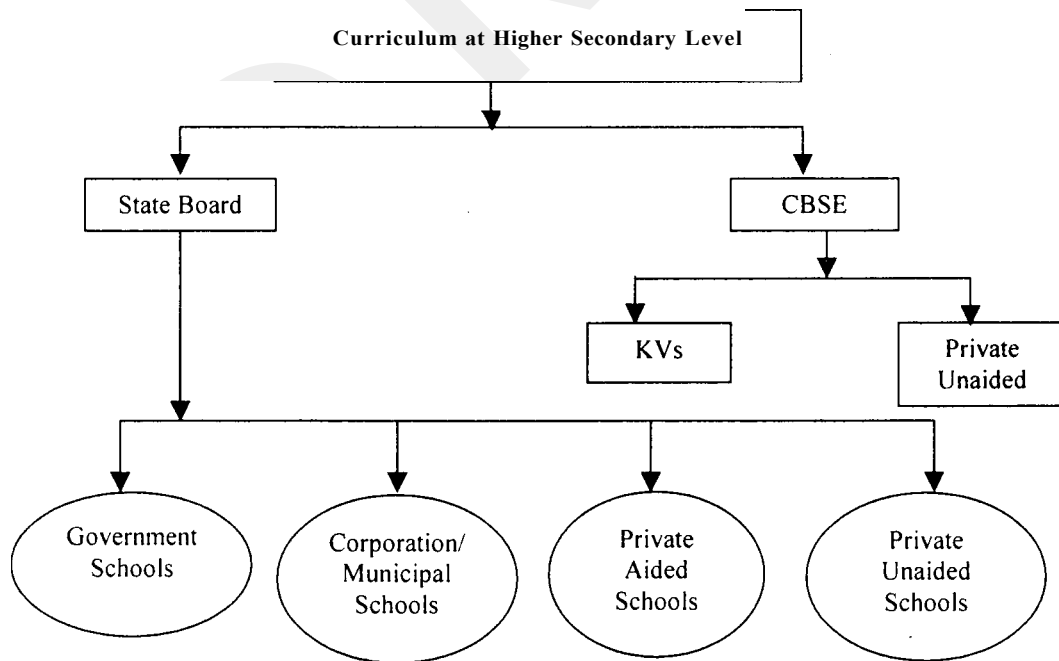 Curriculum at Higher Secondary Level
State Board
CBSE
KVs
Private
Unaided
Government
Schools
Corporation/
Municipal
Schools
Private
Aided
Schools
Private
Unaided
Schools